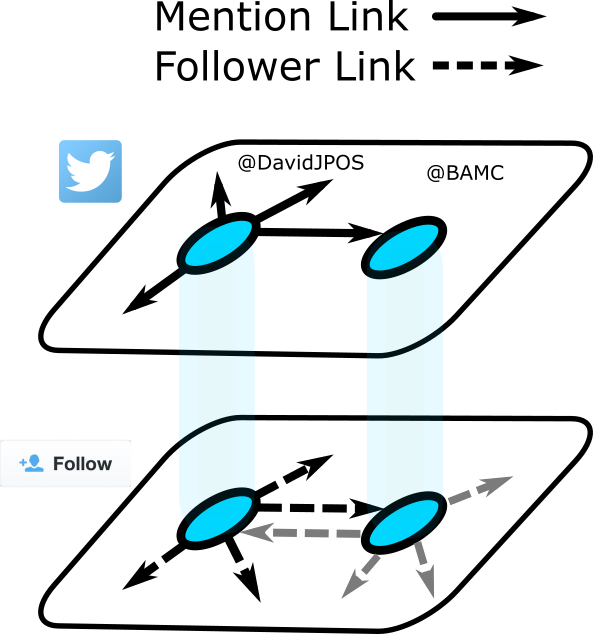 Mention Link
Follower Link
@DavidJPOS
@BAMC
Follow